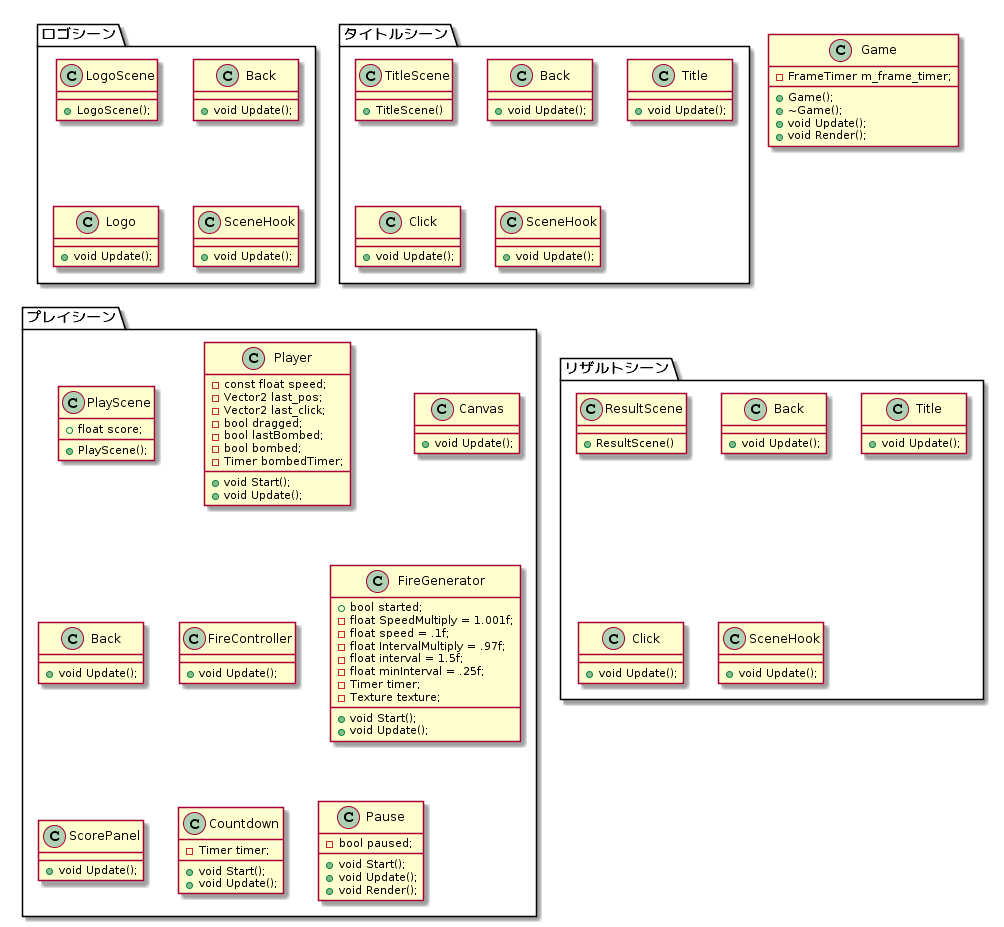 ロゴシーン
C LogoScene
LogoScene();
C Back
void Update();
C Logo
void Update();
C SceneHook
void Update();
タイトルシーン
C TitleScene
TitleScene()
C Back
void Update();
C Title
void Update();
C Click
void Update();
C SceneHook
void Update();
C Game
FrameTimer m_frame_timer;
Game();
~Game();
void Update();
void Render();
プレイシーン
C PlayScene
float score;
PlayScene();
C Player
const float speed;
Vector2 last_pos;
Vector2 last_click;
bool dragged;
bool lastBombed;
bool bombed;
Timer bombedTimer;
void Start();
void Update();
C Canvas
void Update();
C Back
void Update();
C FireController
void Update();
C FireGenerator
bool started;
float SpeedMultiply = 1.001f;
float speed = .1f;
float IntervalMultiply = .97f;
float interval = 1.5f;
float minInterval = .25f;
Timer timer;
Texture texture;
void Start();
void Update();
C ScorePanel
void Update();
C Countdown
Timer timer;
void Start();
void Update();
C Pause
bool paused;
void Start();
void Update();
void Render();
リザルトシーン
C ResultScene
ResultScene()
C Back
void Update();
C Title
void Update();
C Click
void Update();
C SceneHook
void Update();